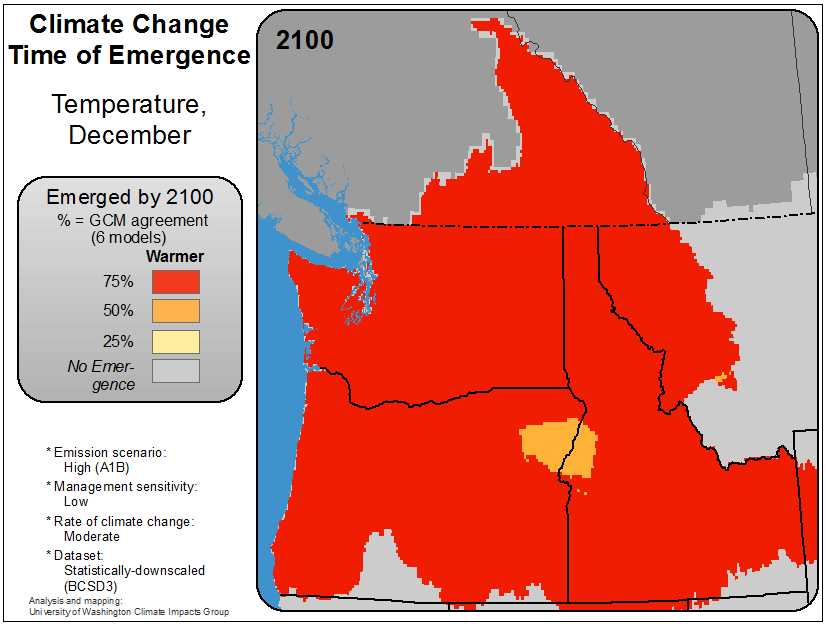 Climate Change
Time of Emergence
Temperature,
December
2100
Emerged by 2100
% = GCM agreement
(6 models)
Warmer
75%
50%
25%
No Emer-
gence
* Emission scenario:
High (A1B)
* Management sensitivity:
Low
* Rate of climate change:
Moderate
* Dataset:
Statistically-downscaled
(BCSD3)
Analysis and mapping:
University of Washington Climate Impacts Group